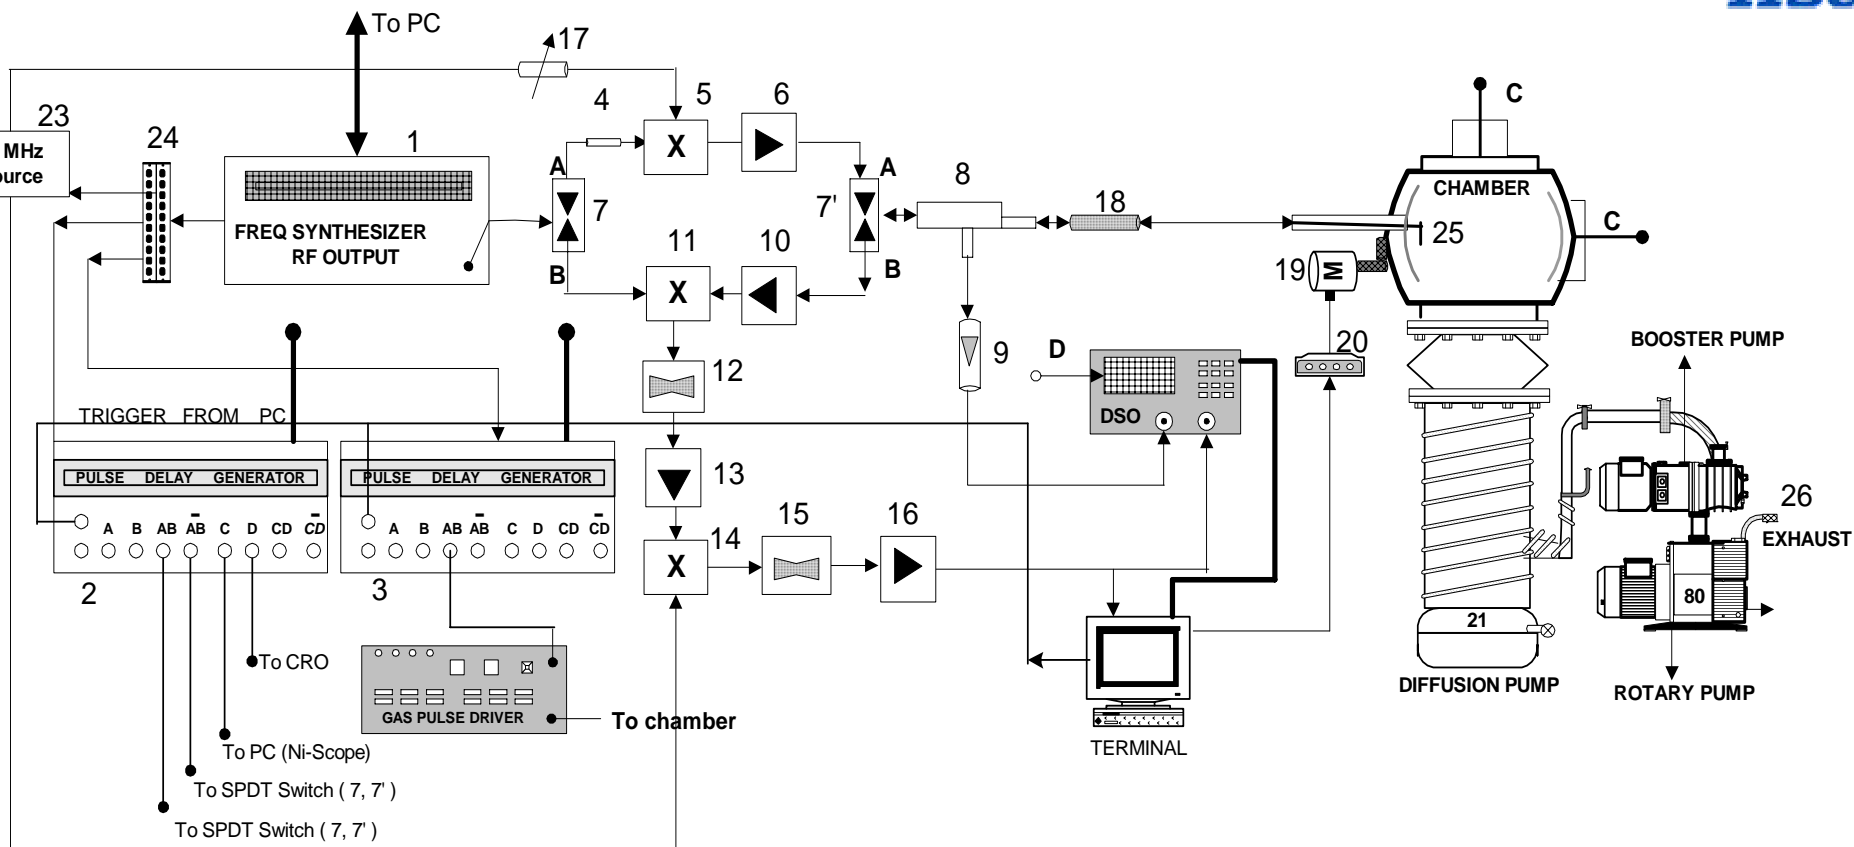 To PC
17
23
24
1
4
5
6
MHz
X
A
A
8
CHAMBER
C
7
7'
18
C
25
FREQ SYNTHESIZER
RF OUTPUT
11
10
B
B
X
19
M
12
9
D
20
BOOSTER PUMP
DSO
TRIGGER FROM PC
PULSE DELAY GENERATOR
PULSE DELAY GENERATOR
13
15
16
26
EXHAUST
A B AB AB C D CD CD
A B AB AB C D CD CD
14
X
2
3
80
21
To CRO
DIFFUSION PUMP
ROTARY PUMP
GAS PULSE DRIVER
To chamber
TERMINAL
To PC (Ni-Scope)
To SPDT Switch ( 7, 7' )
To SPDT Switch ( 7, 7' )